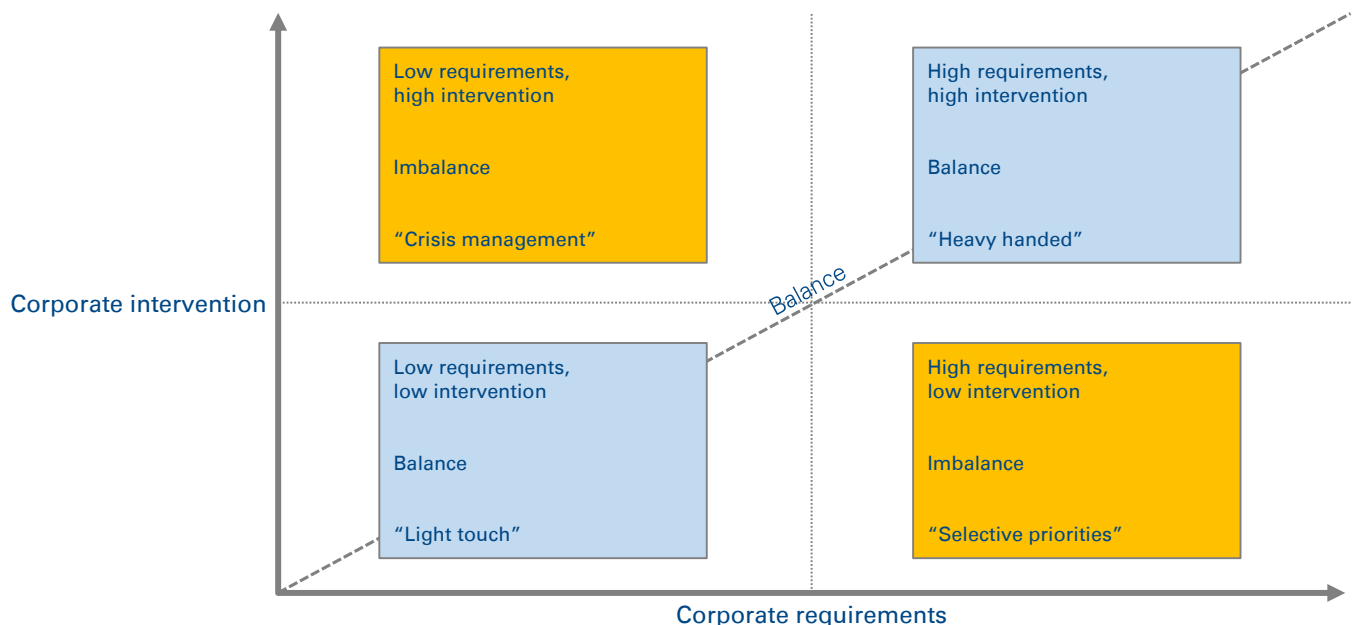 Low requirements,
high intervention
Imbalance
“Crisis management”
High requirements,
high intervention
Balance
“Heavy handed”
Balance
Corporate intervention
Low requirements,
low intervention
Balance
“Light touch”
High requirements,
low intervention
Imbalance
“Selective priorities”
Corporate requirements